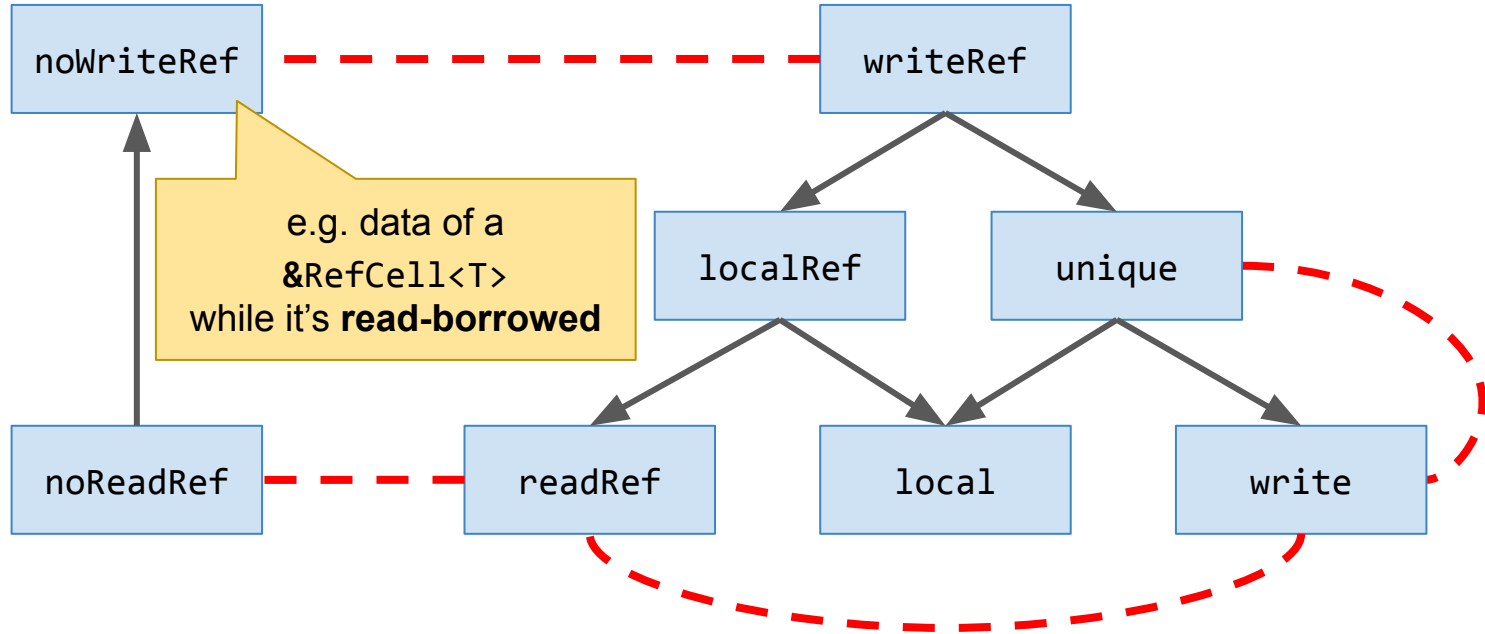 noWriteRef
writeRef
e.g. data of a
&RefCell<T>
while it’s read-borrowed
localRef
unique
noReadRef
readRef
local
write